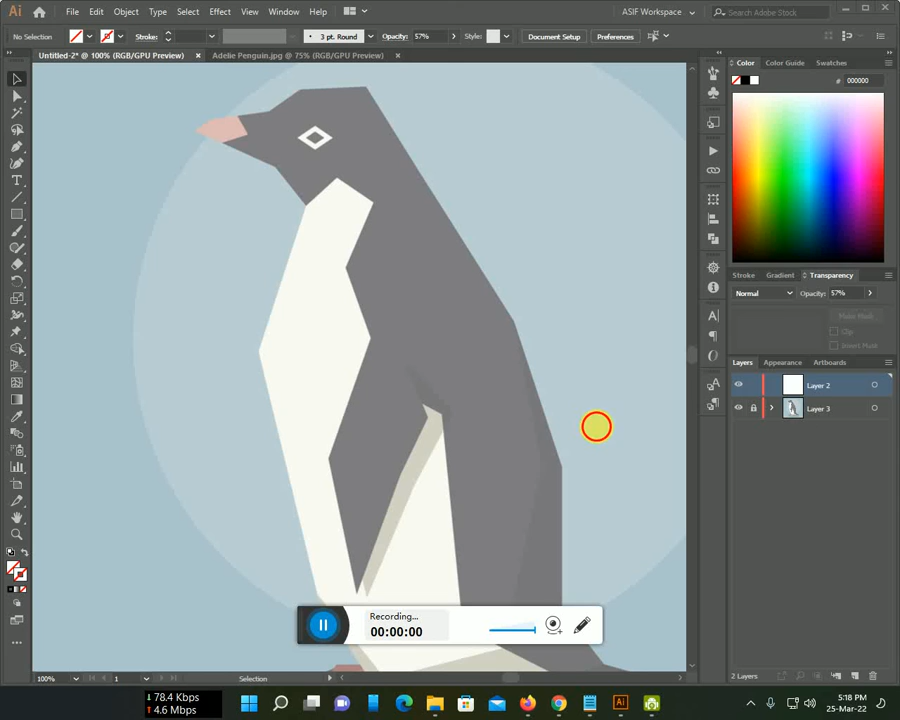 Ai File Edit Object Type Select Effect View Window Help ASIF Workspace Search Adobe Stock
No Selection Stroke: 3 pt. Round Opacity: 57% Style: Document Setup Preferences
Untitled-2* @ 100% (RGB/GPU Preview) × Adelie Penguin.jpg @ 75% (RGB/GPU Preview) ×
Color Color Guide Swatches
# 000000
Stroke Gradient Transparency
Normal Opacity: 57%
Make Mask
Clip
Invert Mask
Layers Appearance Artboards
Layer 2
Layer 3
Recording...
00:00:00
100% 1 Selection 2 Layers
78.4 Kbps
4.6 Mbps
5:18 PM
25-Mar-22